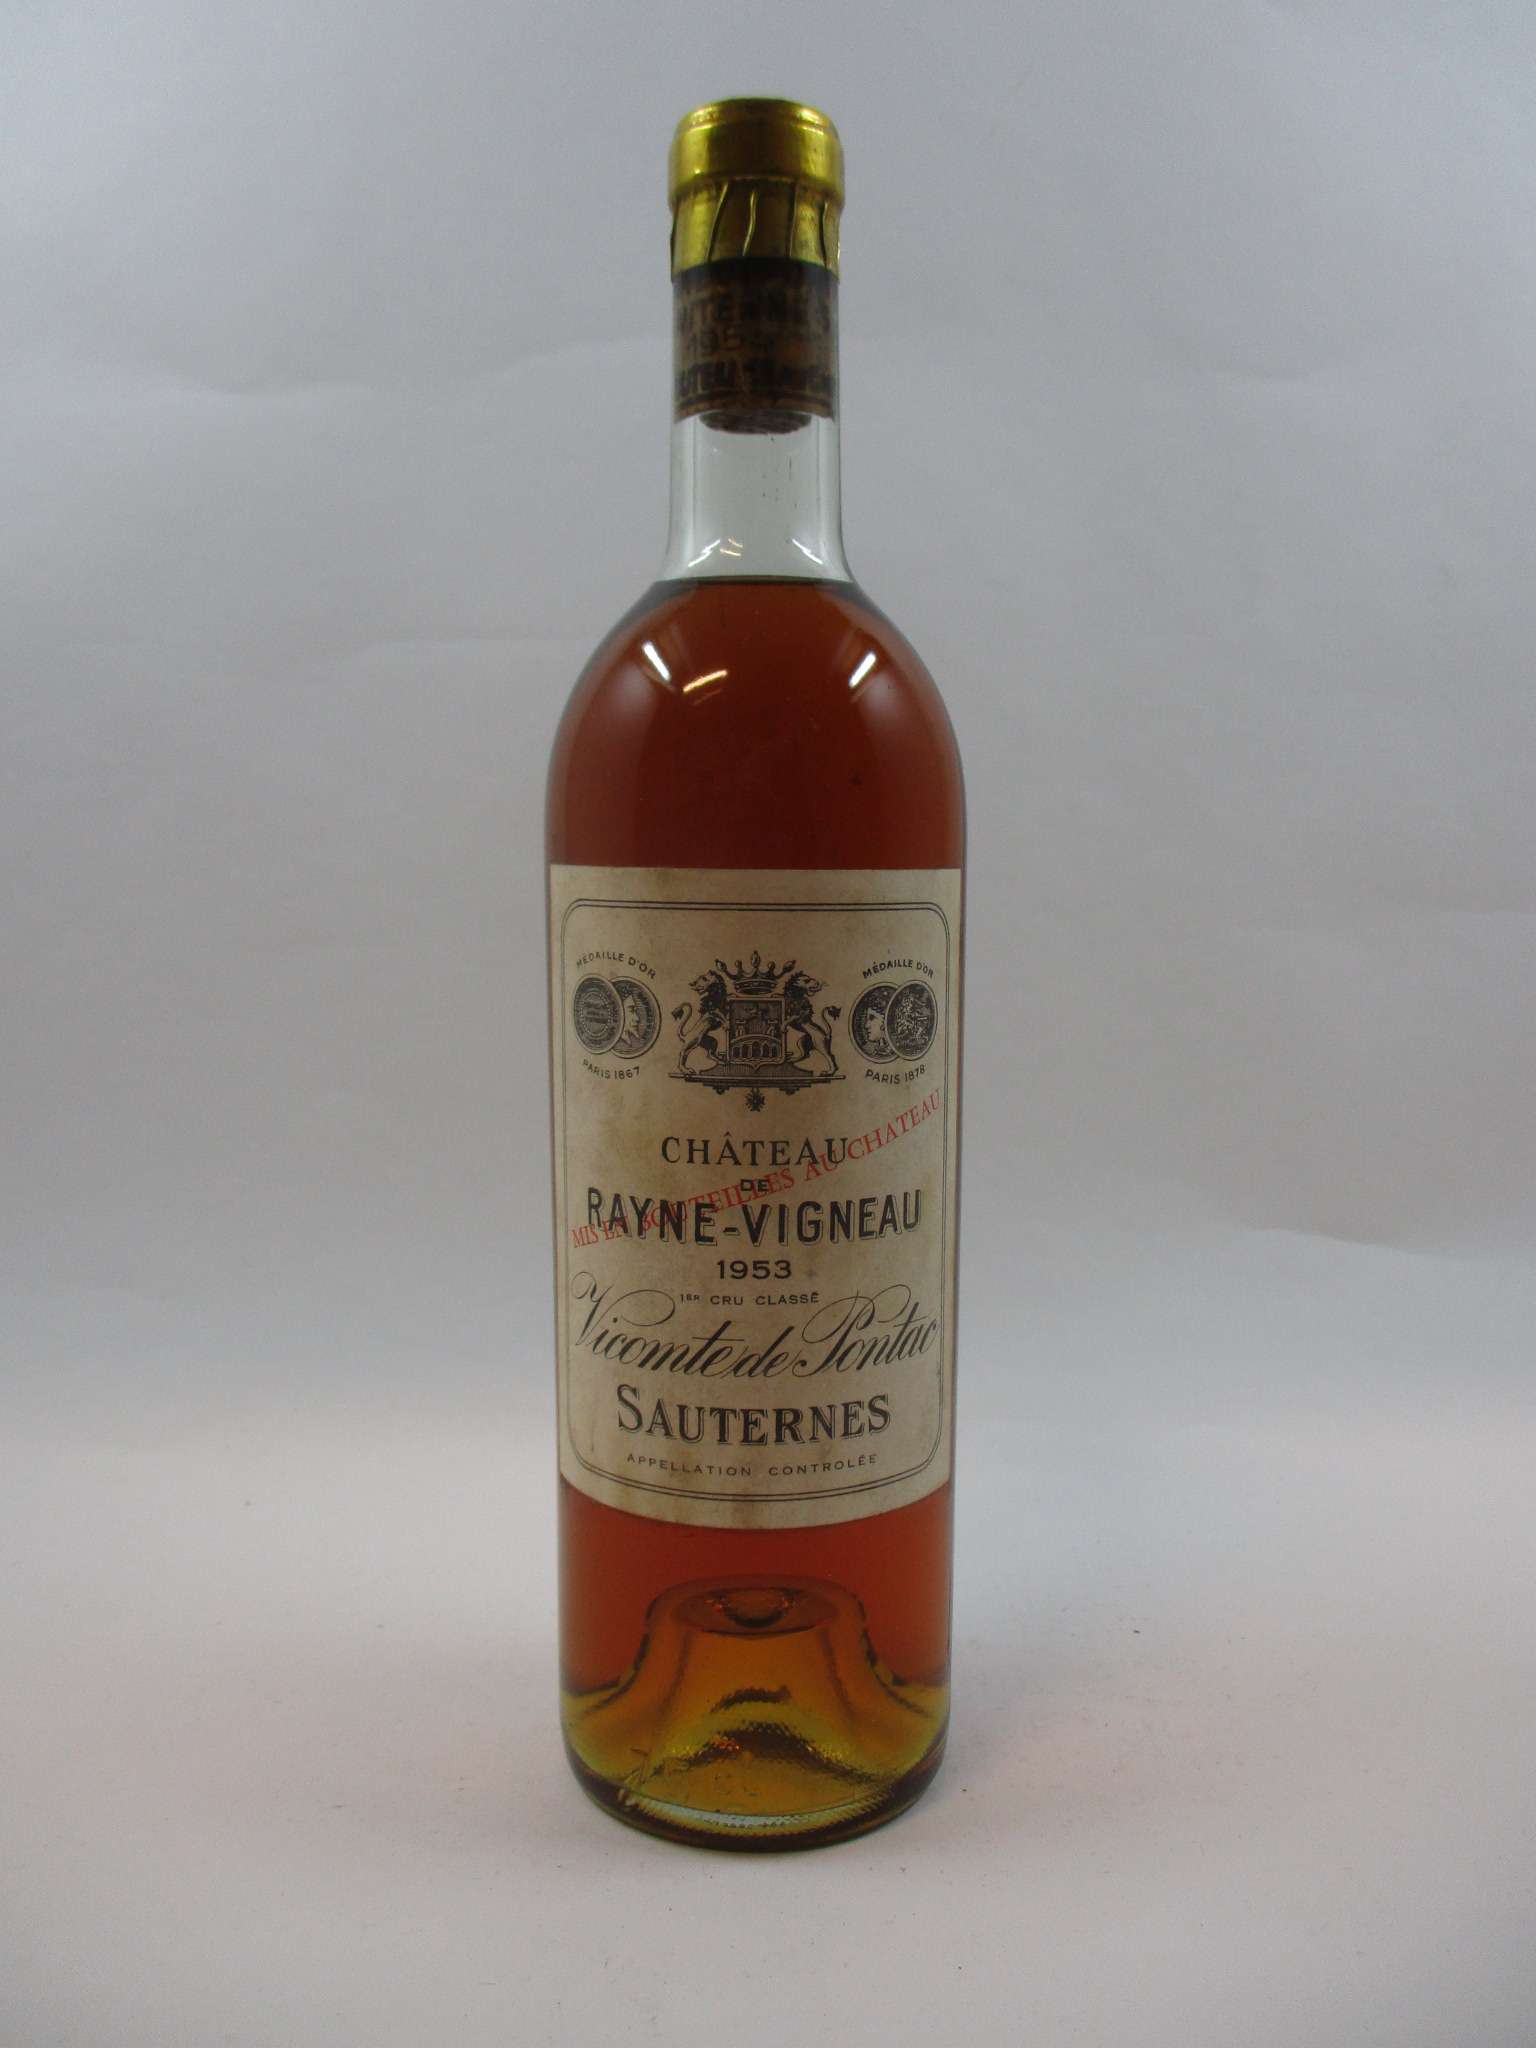 1953
MÉDAILLE D'OR
PARIS 1867
MÉDAILLE D'OR
PARIS 1878
CHÂTEAU
DE
RAYNE-VIGNEAU
MIS EN BOUTEILLES AU CHATEAU
1953
1ER CRU CLASSÉ
Vicomte de Pontac
SAUTERNES
APPELLATION CONTROLÉE